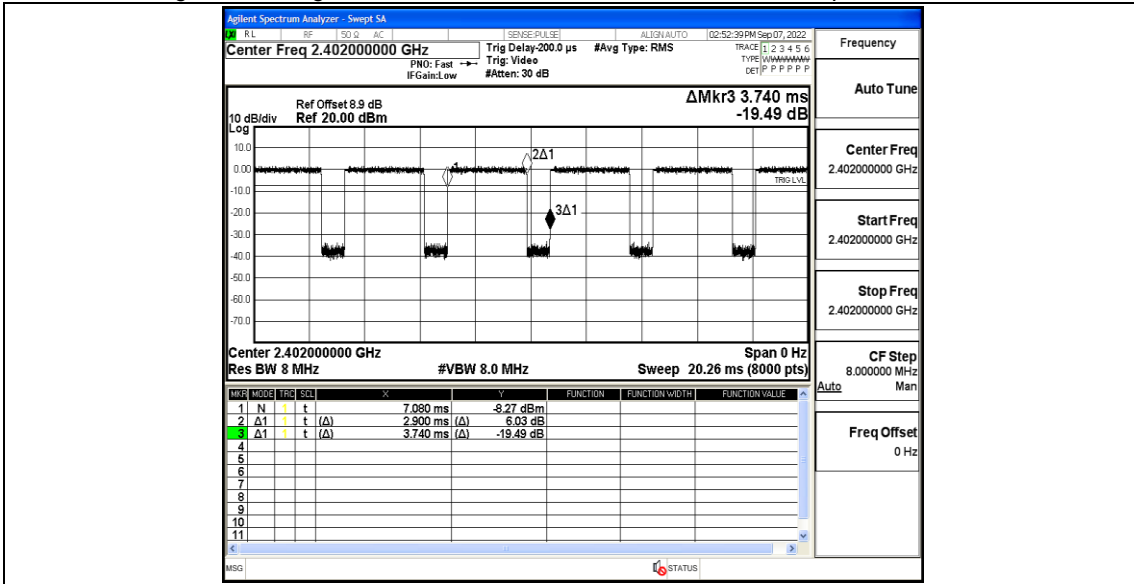 Agilent Spectrum Analyzer - Swept SA
RL RF 50 Ω AC SENSE:PULSE ALIGN AUTO 02:52:39 PM Sep 07, 2022
Center Freq 2.402000000 GHz
PNO: Fast
IFGain:Low
Trig Delay-200.0 µs
Trig: Video
#Atten: 30 dB
#Avg Type: RMS
TRACE 1 2 3 4 5 6
TYPE
DET P P P P P P
ΔMkr3 3.740 ms
-19.49 dB
Ref Offset 8.9 dB
10 dB/div Ref 20.00 dBm
Log
10.0
0.00
-10.0
-20.0
-30.0
-40.0
-50.0
-60.0
-70.0
1
2Δ1
3Δ1
TRIG LVL
Center 2.402000000 GHz Span 0 Hz
Res BW 8 MHz #VBW 8.0 MHz Sweep 20.26 ms (8000 pts)
MKR MODE TRC SCL X Y FUNCTION FUNCTION WIDTH FUNCTION VALUE
1 N 1 t 7.080 ms -8.27 dBm
2 Δ1 1 t (Δ) 2.900 ms (Δ) 6.03 dB
3 Δ1 1 t (Δ) 3.740 ms (Δ) -19.49 dB
4
5
6
7
8
9
10
11
MSG STATUS
Frequency
Auto Tune
Center Freq
2.402000000 GHz
Start Freq
2.402000000 GHz
Stop Freq
2.402000000 GHz
CF Step
8.000000 MHz
Auto Man
Freq Offset
0 Hz